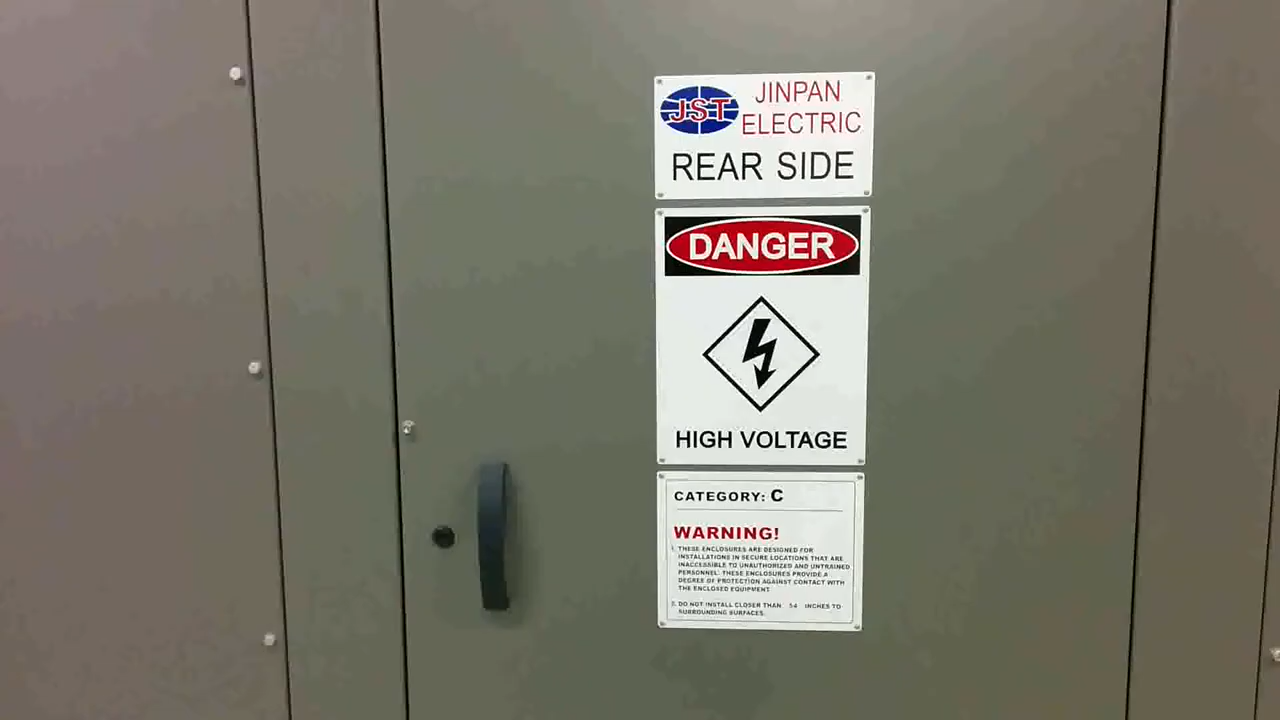 JST JINPAN
ELECTRIC
REAR SIDE
DANGER
HIGH VOLTAGE
CATEGORY: C
WARNING!
1. THESE ENCLOSURES ARE DESIGNED FOR
INSTALLATIONS IN SECURE LOCATIONS THAT ARE
INACCESSIBLE TO UNAUTHORIZED AND UNTRAINED
PERSONNEL. THESE ENCLOSURES PROVIDE A
DEGREE OF PROTECTION AGAINST CONTACT WITH
THE ENCLOSED EQUIPMENT.
2. DO NOT INSTALL CLOSER THAN INCHES TO
SURROUNDING SURFACES.